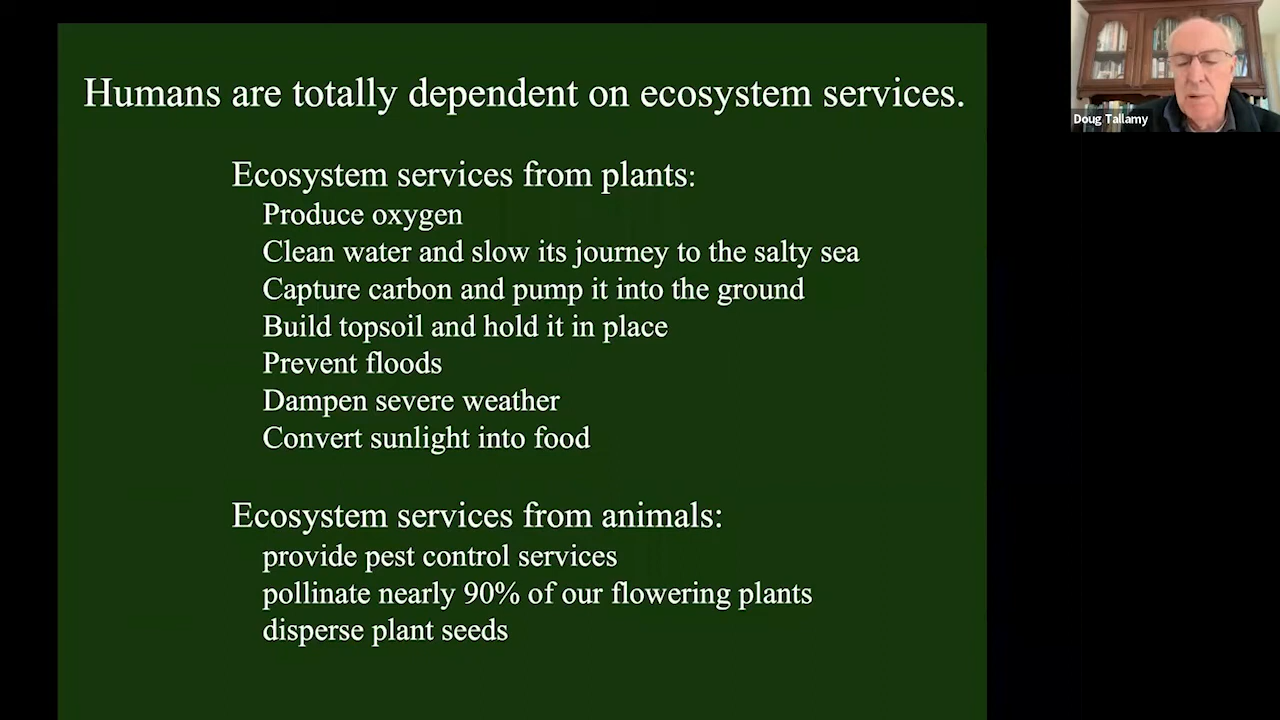 Humans are totally dependent on ecosystem services.
Ecosystem services from plants:
Produce oxygen
Clean water and slow its journey to the salty sea
Capture carbon and pump it into the ground
Build topsoil and hold it in place
Prevent floods
Dampen severe weather
Convert sunlight into food
Ecosystem services from animals:
provide pest control services
pollinate nearly 90% of our flowering plants
disperse plant seeds
Doug Tallamy